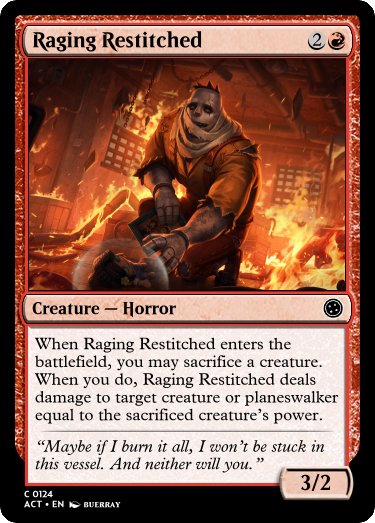 Raging Restitched 2
Creature — Horror
When Raging Restitched enters the
battlefield, you may sacrifice a creature.
When you do, Raging Restitched deals
damage to target creature or planeswalker
equal to the sacrificed creature's power.
“Maybe if I burn it all, I won't be stuck in
this vessel. And neither will you.”
3/2
C 0124
ACT • EN BUERRAY